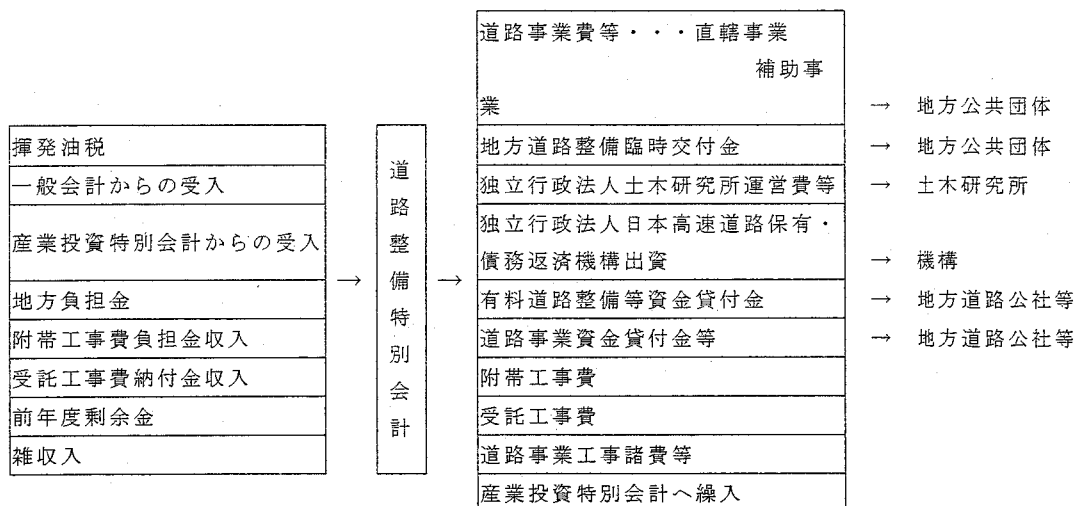 揮発油税
一般会計からの受入
産業投資特別会計からの受入
地方負担金
附帯工事費負担金収入
受託工事費納付金収入
前年度剰余金
雑収入
→
道路整備特別会計
→
道路事業費等・・・直轄事業
補助事
業 → 地方公共団体
地方道路整備臨時交付金 → 地方公共団体
独立行政法人土木研究所運営費等 → 土木研究所
独立行政法人日本高速道路保有・
債務返済機構出資 → 機構
有料道路整備等資金貸付金 → 地方道路公社等
道路事業資金貸付金等 → 地方道路公社等
附帯工事費
受託工事費
道路事業工事諸費等
産業投資特別会計へ繰入